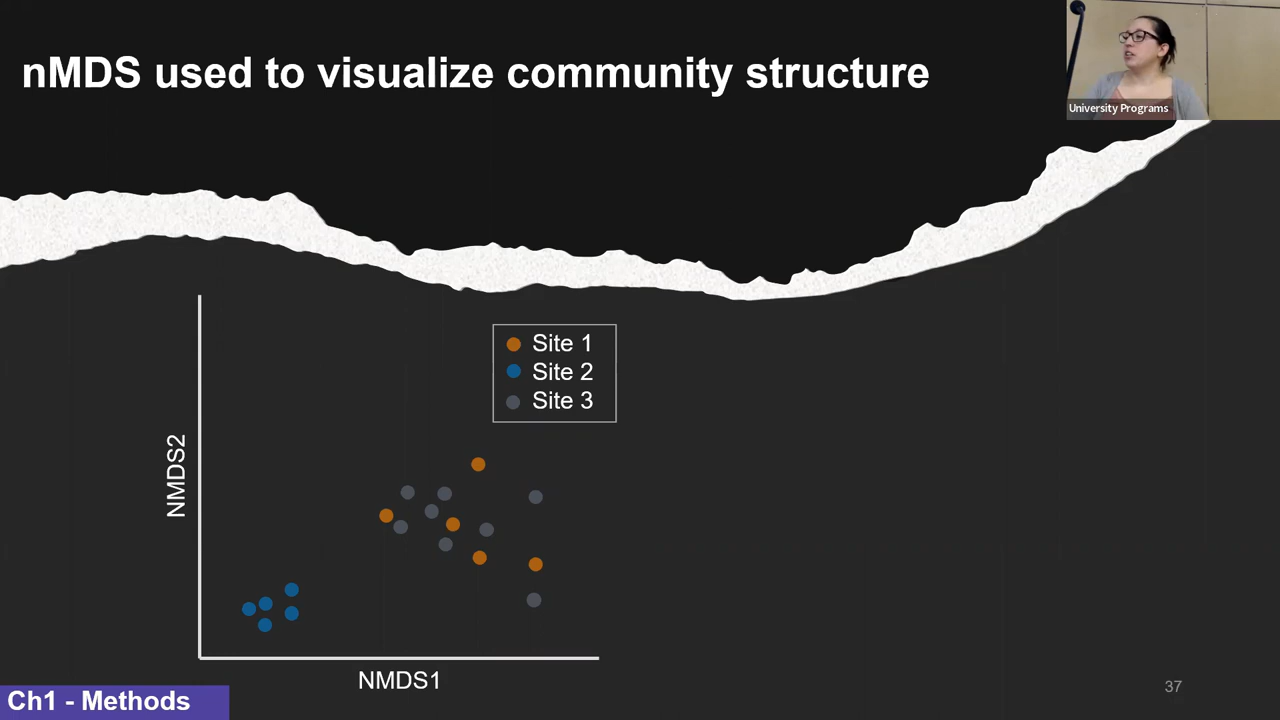 nMDS used to visualize community structure
University Programs
Site 1
Site 2
Site 3
NMDS2
NMDS1
Ch1 - Methods
37